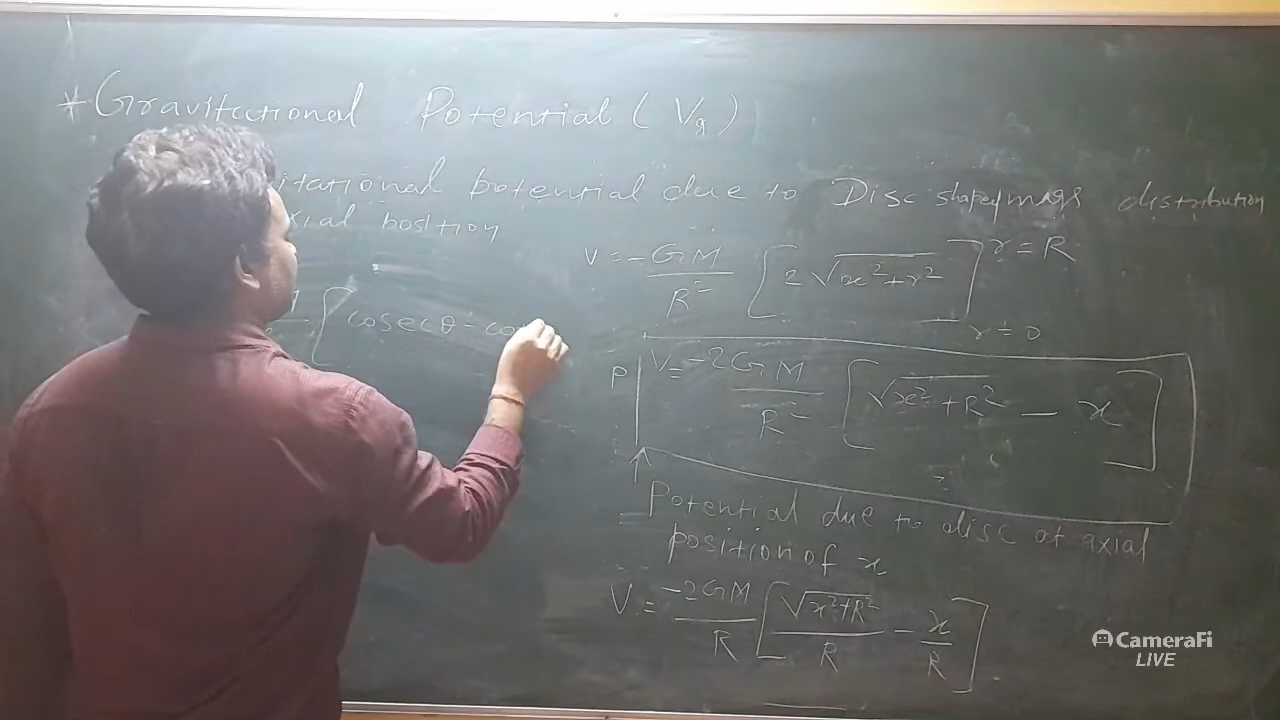 * Gravitational Potential (Vg)
itational potential due to Disc shaped mass distribution
xial position
V = -GM/R² [2√x²+r²] r=R r=0
[cosecθ - co
P V = -2GM/R² [√x²+R² - x]
Potential due to disc at axial
position of x
V = -2GM/R [√x²+R²/R - x/R]
CameraFi
LIVE